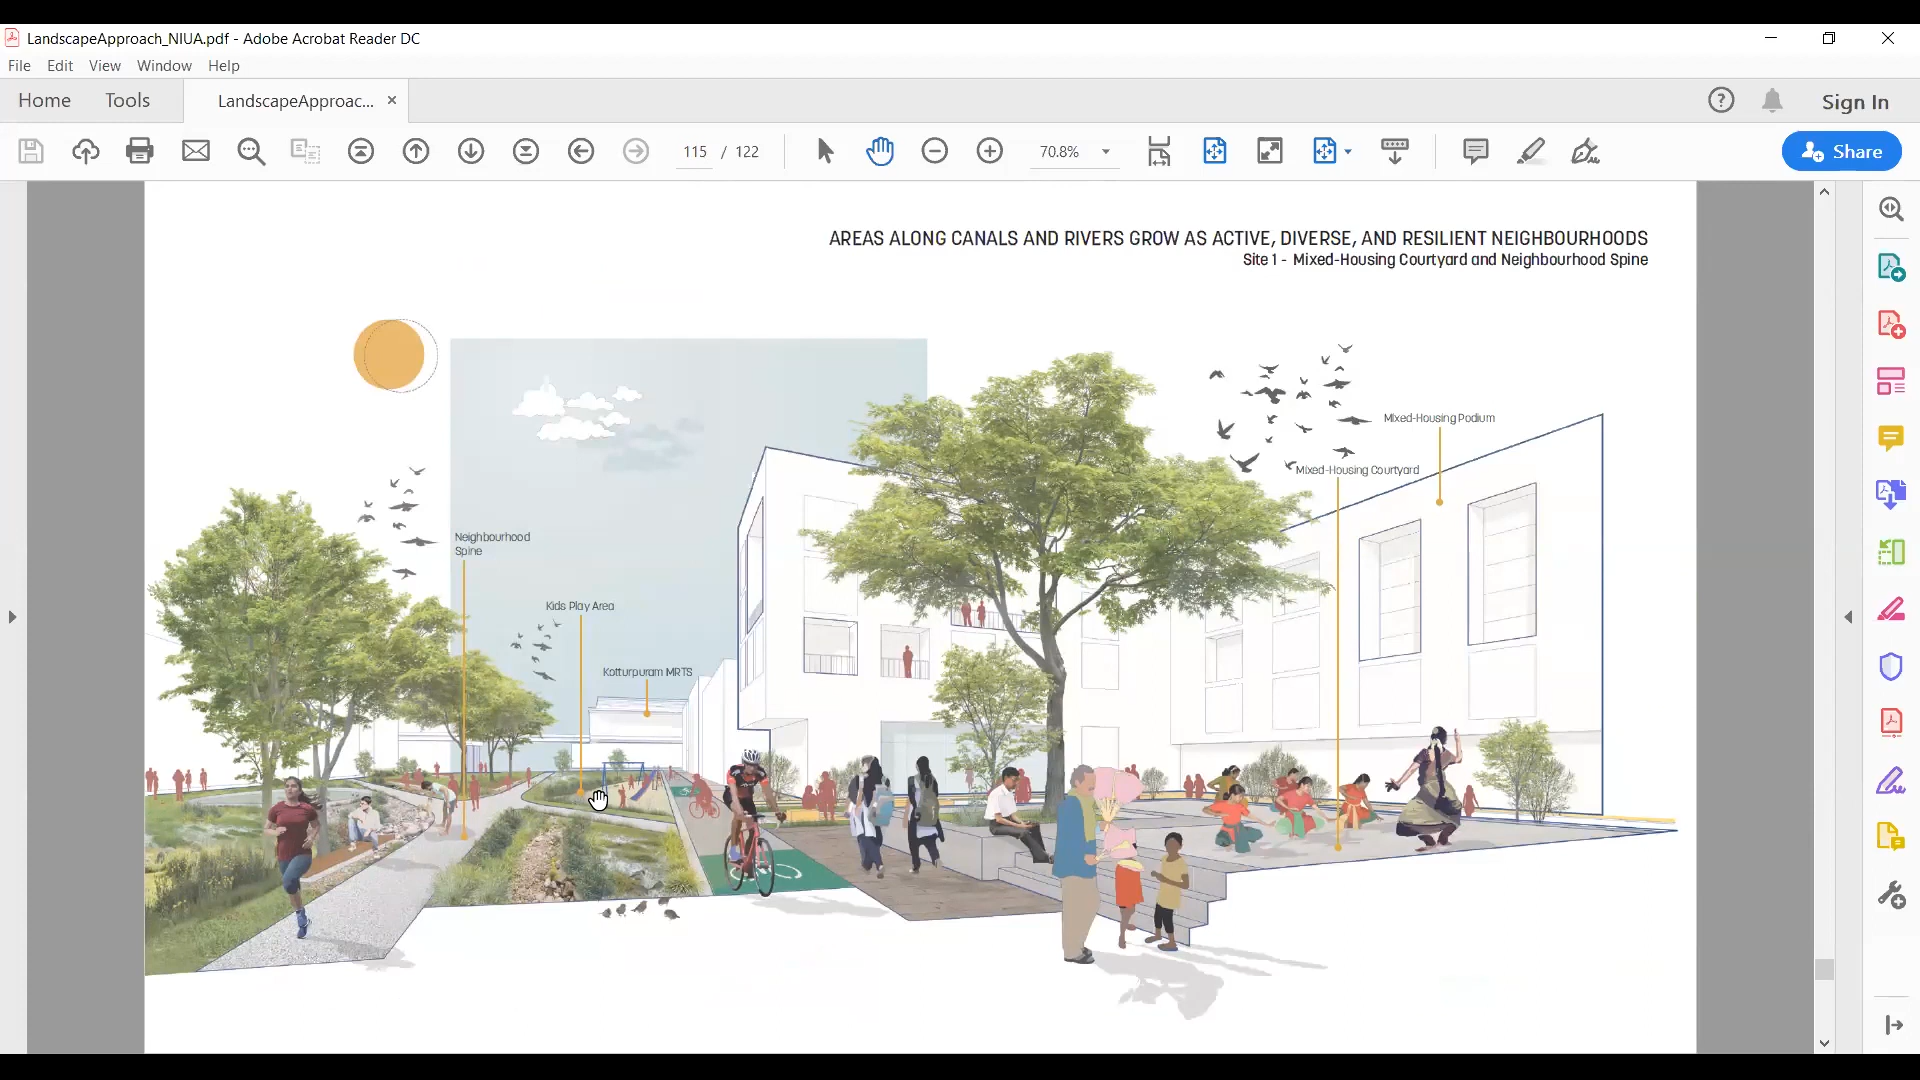 LandscapeApproach_NIUA.pdf - Adobe Acrobat Reader DC
File Edit View Window Help
Home Tools LandscapeApproac... × Sign In
115 / 122 70.8% Share
AREAS ALONG CANALS AND RIVERS GROW AS ACTIVE, DIVERSE, AND RESILIENT NEIGHBOURHOODS
Site 1 - Mixed-Housing Courtyard and Neighbourhood Spine
Mixed-Housing Podium
Mixed-Housing Courtyard
Neighbourhood
Spine
Kids Play Area
Kotturpuram MRTS